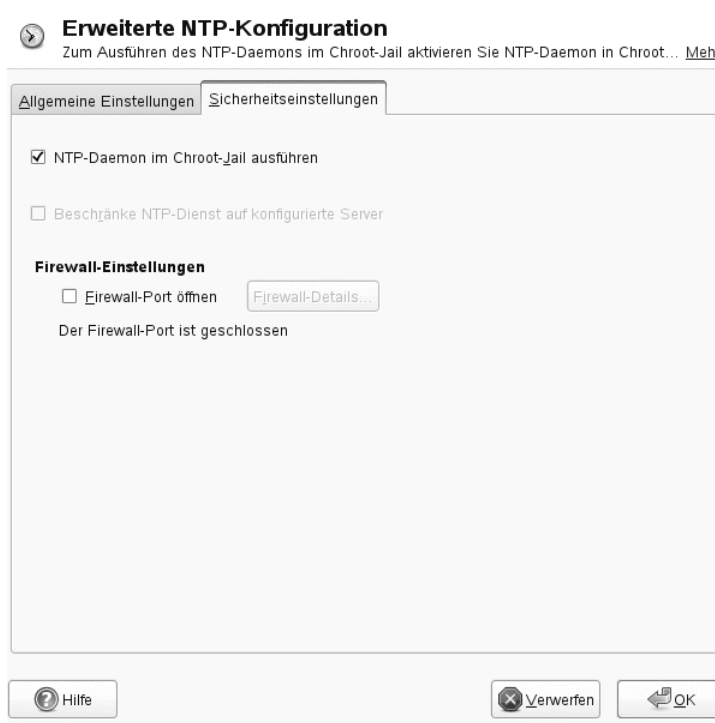 Erweiterte NTP-Konfiguration
Zum Ausführen des NTP-Daemons im Chroot-Jail aktivieren Sie NTP-Daemon in Chroot... Meh
Allgemeine Einstellungen Sicherheitseinstellungen
NTP-Daemon im Chroot-Jail ausführen
Beschränke NTP-Dienst auf konfigurierte Server
Firewall-Einstellungen
Firewall-Port öffnen Firewall-Details...
Der Firewall-Port ist geschlossen
Hilfe Verwerfen OK